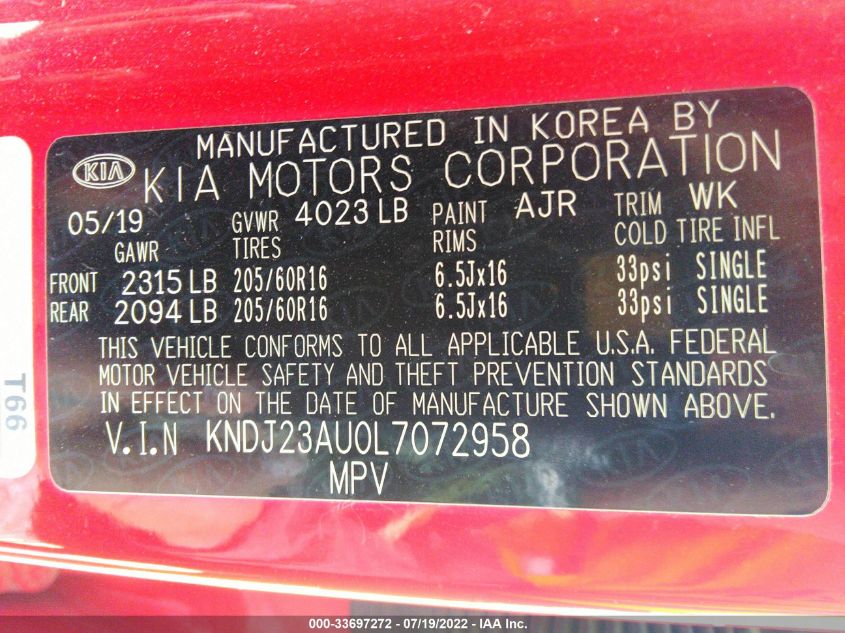 MANUFACTURED IN KOREA BY
KIA KIA MOTORS CORPORATION
05/19 GVWR 4023 LB PAINT AJR TRIM WK
GAWR TIRES RIMS COLD TIRE INFL
FRONT 2315 LB 205/60R16 6.5Jx16 33psi SINGLE
REAR 2094 LB 205/60R16 6.5Jx16 33psi SINGLE
THIS VEHICLE CONFORMS TO ALL APPLICABLE U.S.A. FEDERAL
MOTOR VEHICLE SAFETY AND THEFT PREVENTION STANDARDS
IN EFFECT ON THE DATE OF MANUFACTURE SHOWN ABOVE.
V.I.N KNDJ23AU0L7072958
MPV
T66
000-33697272 - 07/19/2022 - IAA Inc.